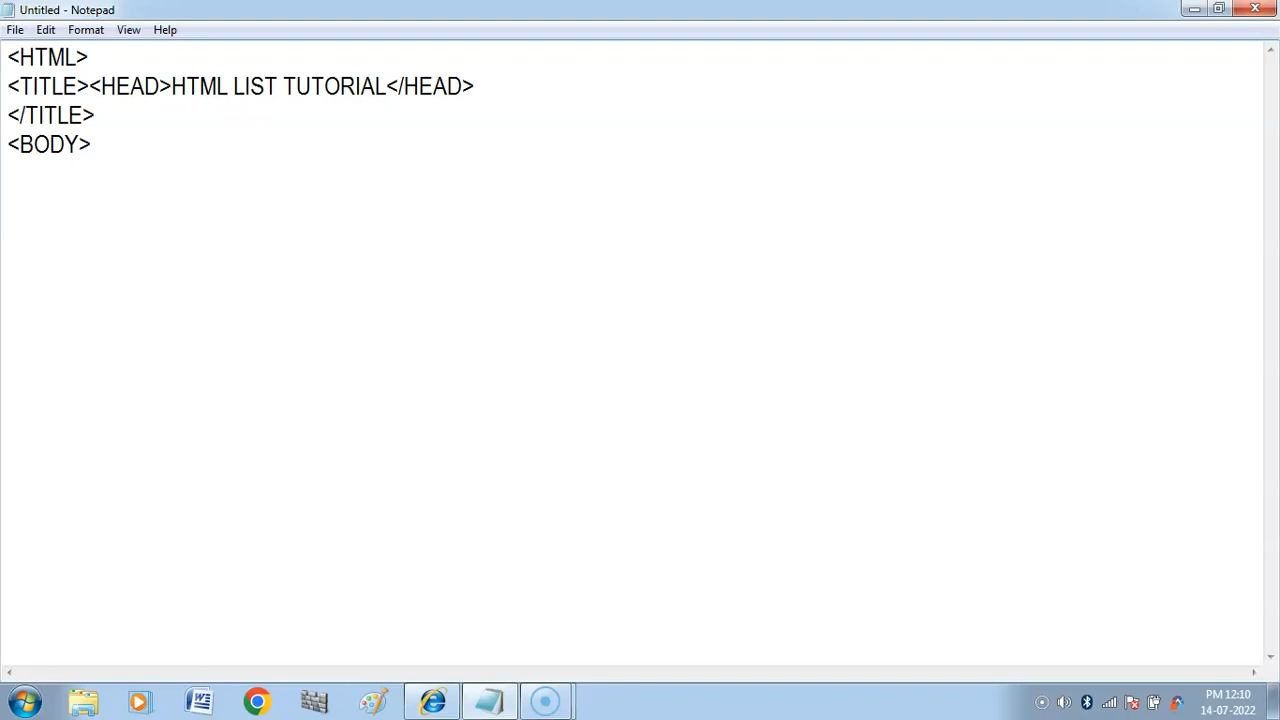 Untitled - Notepad
File Edit Format View Help
<HTML>
<TITLE><HEAD>HTML LIST TUTORIAL</HEAD>
</TITLE>
<BODY>
PM 12:10
14-07-2022